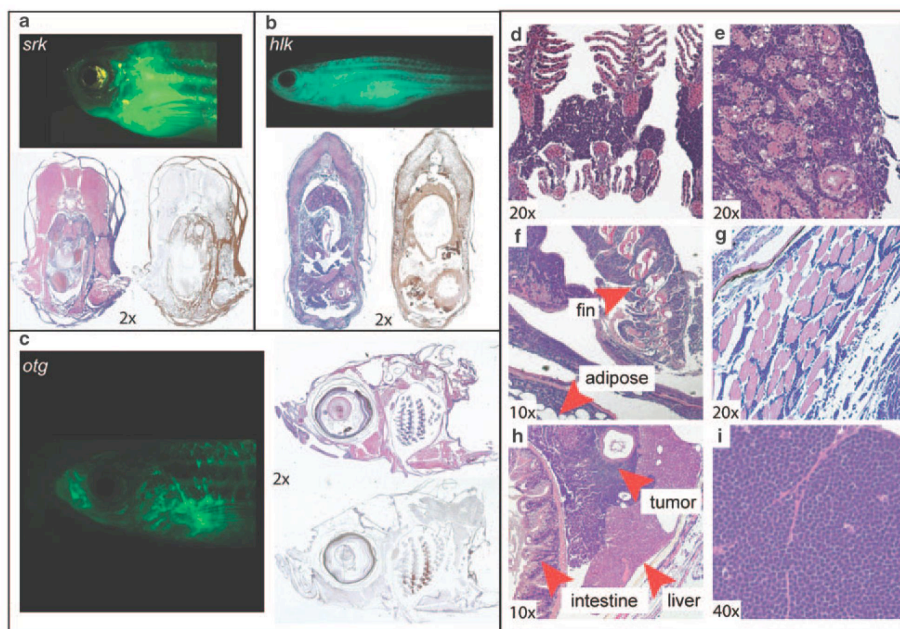 a
srk
2x
b
hlk
2x
c
otg
2x
d
20x
e
20x
f
fin
adipose
10x
g
20x
h
tumor
intestine
liver
10x
i
40x